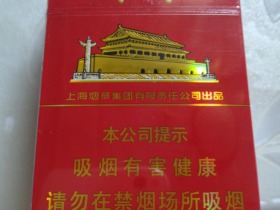 上海烟草集团有限责任公司出品
本公司提示
吸烟有害健康
请勿在禁烟场所吸烟